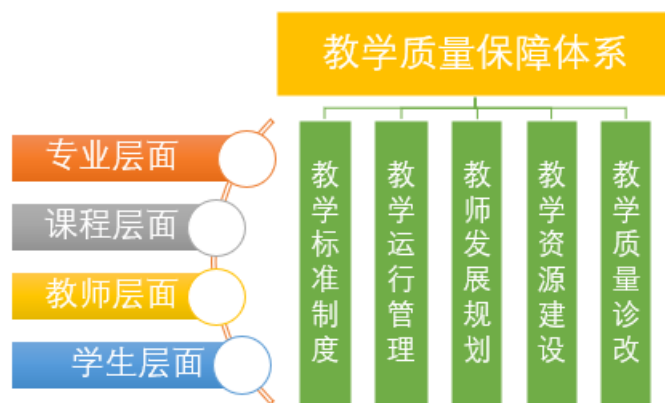 教学质量保障体系
专业层面
课程层面
教师层面
学生层面
教学标准制度
教学运行管理
教师发展规划
教学资源建设
教学质量诊改